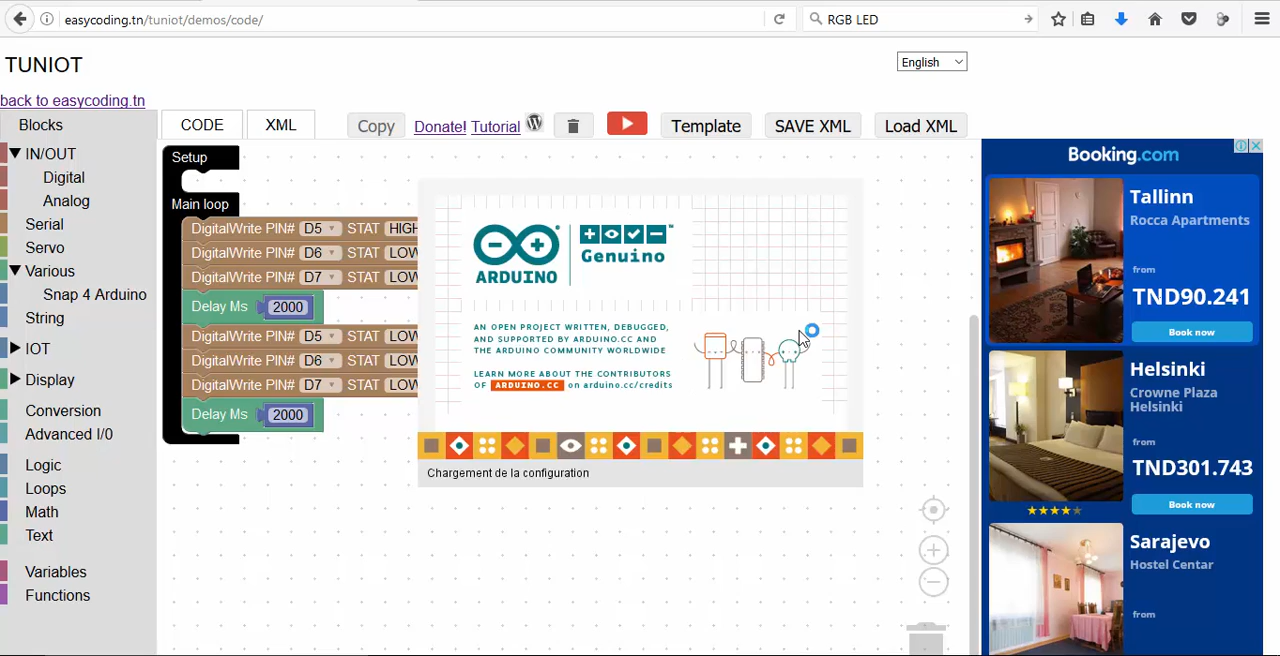 easycoding.tn/tuniot/demos/code/
RGB LED
TUNIOT
English
back to easycoding.tn
Blocks
CODE
XML
Copy
Donate! Tutorial
Template
SAVE XML
Load XML
IN/OUT
Digital
Analog
Serial
Servo
Various
Snap 4 Arduino
String
IOT
Display
Conversion
Advanced I/0
Logic
Loops
Math
Text
Variables
Functions
Setup
Main loop
DigitalWrite PIN# D5 STAT HIGH
DigitalWrite PIN# D6 STAT LOW
DigitalWrite PIN# D7 STAT LOW
Delay Ms 2000
DigitalWrite PIN# D5 STAT LOW
DigitalWrite PIN# D6 STAT LOW
DigitalWrite PIN# D7 STAT LOW
Delay Ms 2000
ARDUINO
Genuino
AN OPEN PROJECT WRITTEN, DEBUGGED,
AND SUPPORTED BY ARDUINO.CC AND
THE ARDUINO COMMUNITY WORLDWIDE
LEARN MORE ABOUT THE CONTRIBUTORS
OF ARDUINO.CC on arduino.cc/credits
Chargement de la configuration
Booking.com
Tallinn
Rocca Apartments
from
TND90.241
Book now
Helsinki
Crowne Plaza
Helsinki
from
TND301.743
Book now
Sarajevo
Hostel Centar
from